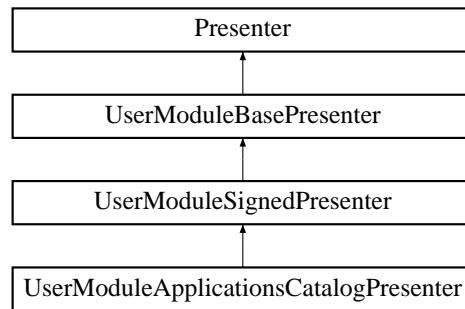 Presenter
UserModuleBasePresenter
UserModuleSignedPresenter
UserModuleApplicationsCatalogPresenter